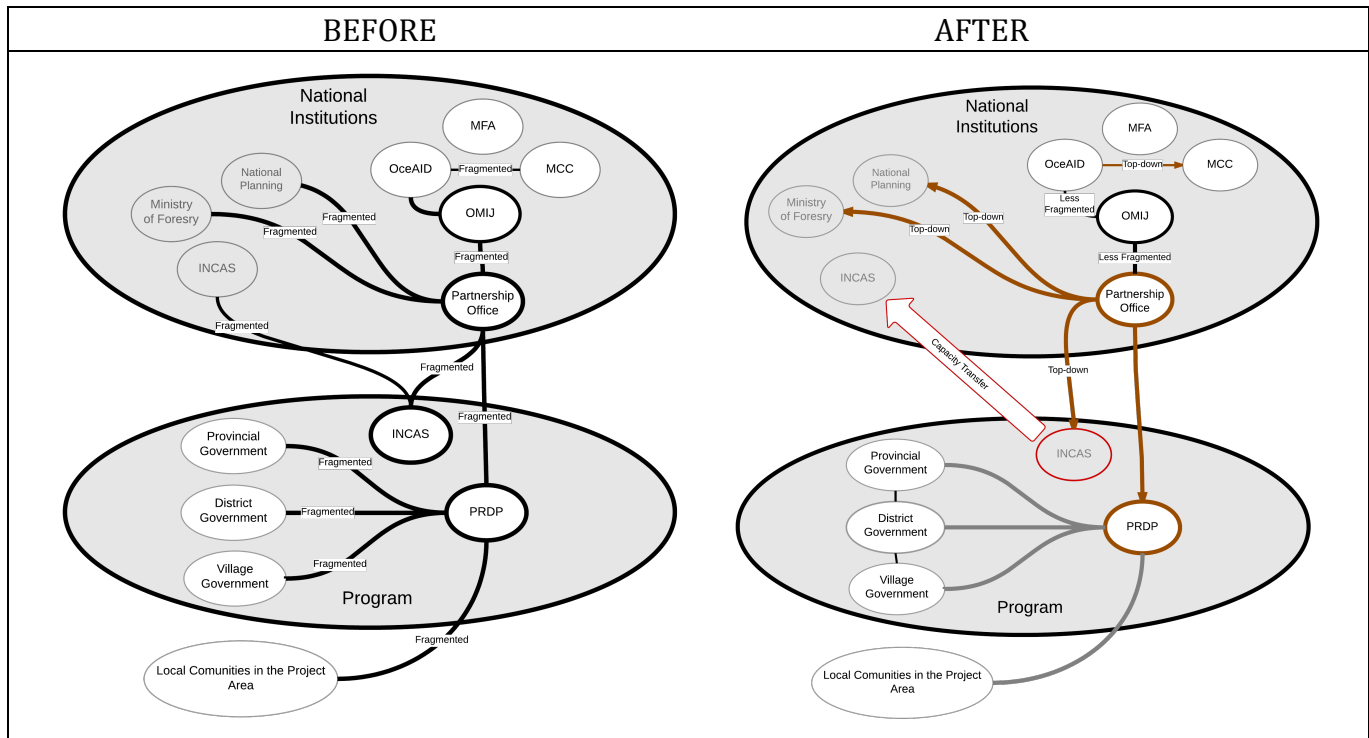 BEFORE
AFTER
National
Institutions
MFA
OceAID
Fragmented
MCC
National
Planning
Ministry
of Foresry
Fragmented
Fragmented
OMIJ
INCAS
Fragmented
Partnership
Office
Fragmented
Fragmented
INCAS
Fragmented
Provincial
Government
Fragmented
District
Government
Fragmented
PRDP
Village
Government
Fragmented
Program
Fragmented
Local Comunities in the Project
Area
National
Institutions
MFA
OceAID
Top-down
MCC
National
Planning
Ministry
of Foresry
Less
Fragmented
OMIJ
Top-down
Top-down
Less Fragmented
INCAS
Partnership
Office
Capacity Transfer
Top-down
INCAS
Provincial
Government
District
Government
PRDP
Village
Government
Program
Local Comunities in the Project
Area